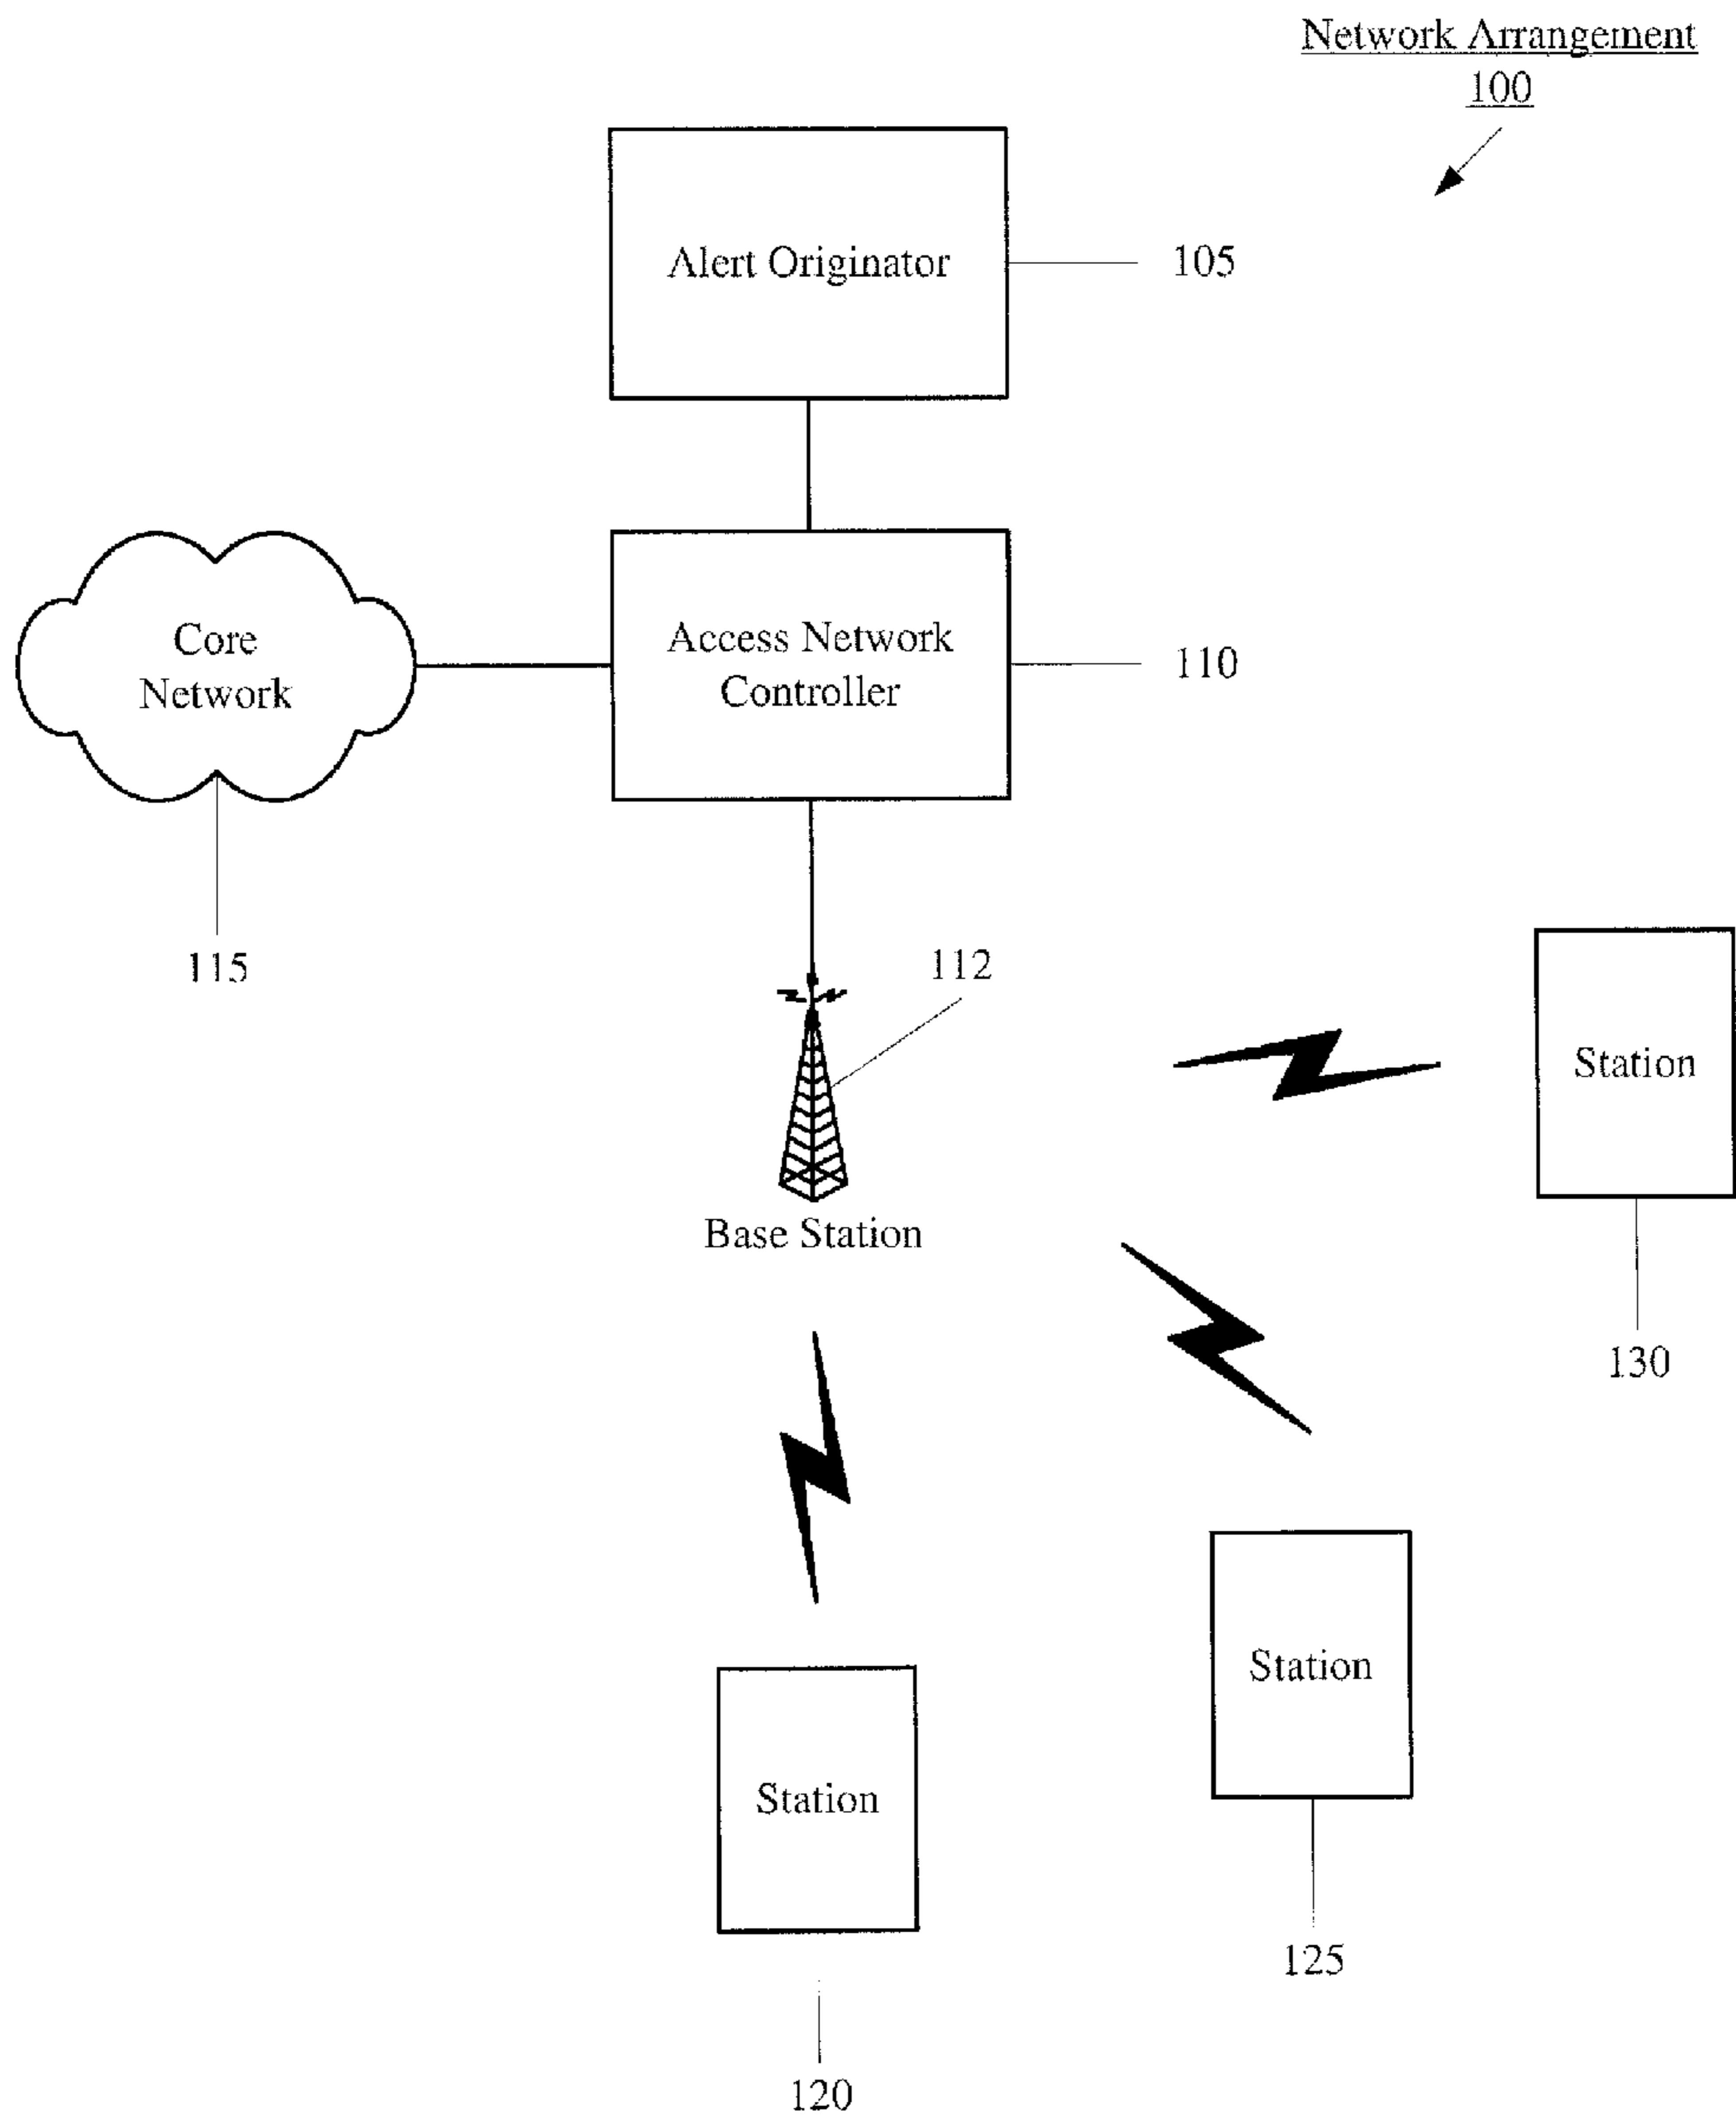 Network Arrangement
100
Alert Originator
105
Core
Network
Access Network
Controller
110
115
112
Station
Base Station
130
Station
Station
125
120